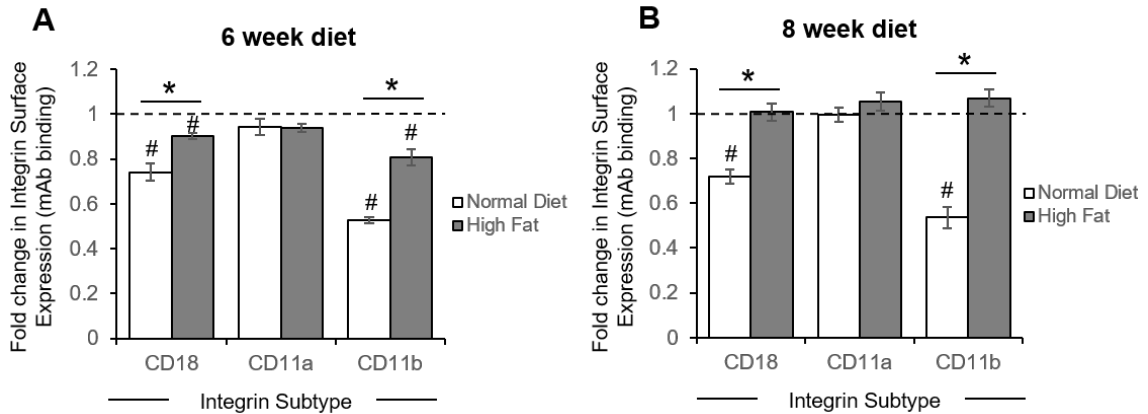 A
6 week diet
Fold change in Integrin Surface
Expression (mAb binding)
1.2
1
0.8
0.6
0.4
0.2
0
*
*
#
#
#
#
CD18
CD11a
CD11b
Integrin Subtype
Normal Diet
High Fat
B
8 week diet
Fold change in Integrin Surface
Expression (mAb binding)
1.2
1
0.8
0.6
0.4
0.2
0
*
*
#
#
CD18
CD11a
CD11b
Integrin Subtype
Normal Diet
High Fat